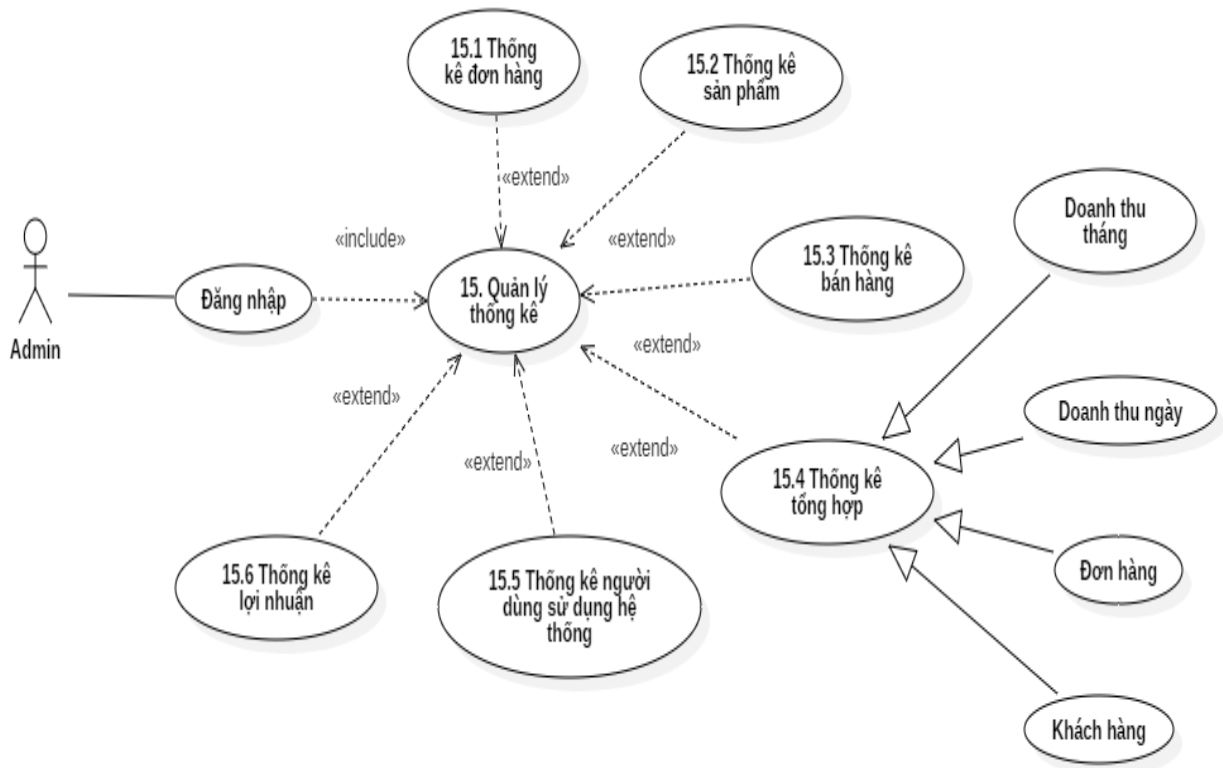 15.1 Thống
kê đơn hàng
15.2 Thống kê
sản phẩm
«extend»
Doanh thu
tháng
«include»
«extend»
15.3 Thống kê
bán hàng
Đăng nhập
15. Quản lý
thống kê
Admin
«extend»
«extend»
Doanh thu ngày
«extend»
«extend»
15.4 Thống kê
tổng hợp
15.6 Thống kê
lợi nhuận
15.5 Thống kê người
dùng sử dụng hệ
thống
Đơn hàng
Khách hàng